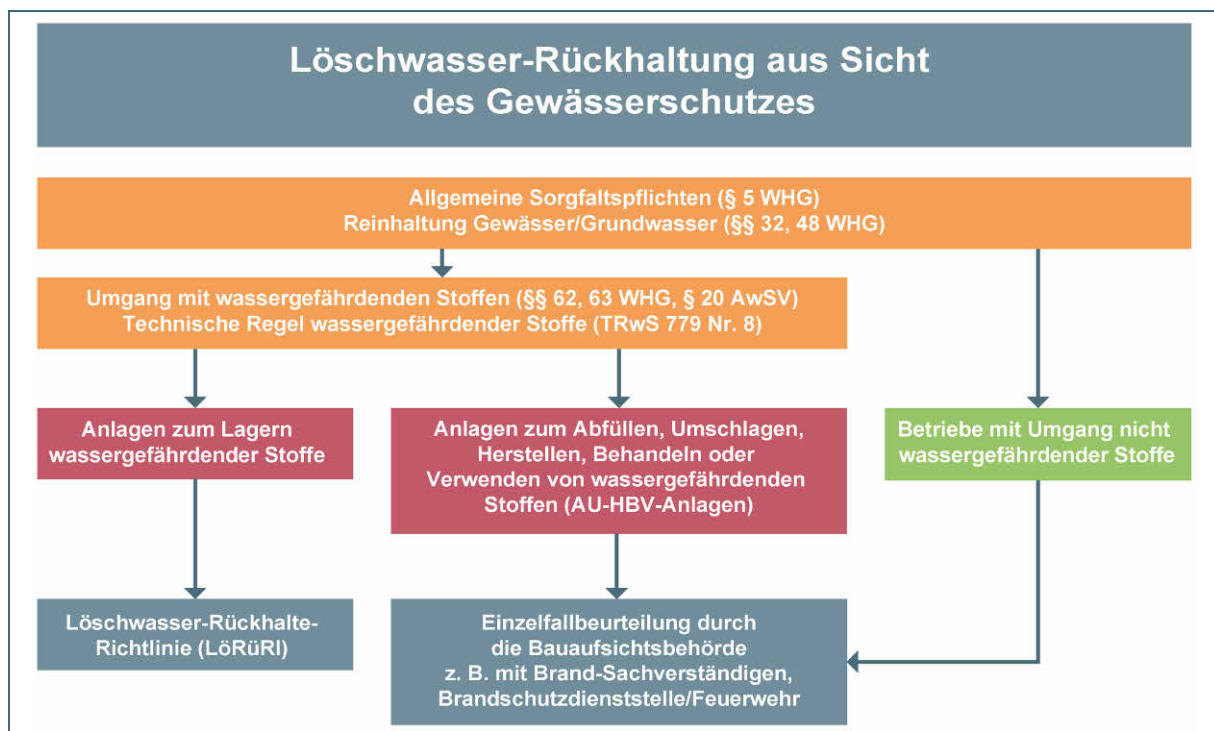 Löschwasser-Rückhaltung aus Sicht
des Gewässerschutzes
Allgemeine Sorgfaltspflichten (§ 5 WHG)
Reinhaltung Gewässer/Grundwasser (§§ 32, 48 WHG)
Umgang mit wassergefährdenden Stoffen (§§ 62, 63 WHG, § 20 AwSV)
Technische Regel wassergefährdender Stoffe (TRwS 779 Nr. 8)
Anlagen zum Lagern
wassergefährdender Stoffe
Anlagen zum Abfüllen, Umschlagen,
Herstellen, Behandeln oder
Verwenden von wassergefährdenden
Stoffen (AU-HBV-Anlagen)
Betriebe mit Umgang nicht
wassergefährdender Stoffe
Löschwasser-Rückhalte-
Richtlinie (LöRüRl)
Einzelfallbeurteilung durch
die Bauaufsichtsbehörde
z. B. mit Brand-Sachverständigen,
Brandschutzdienststelle/Feuerwehr